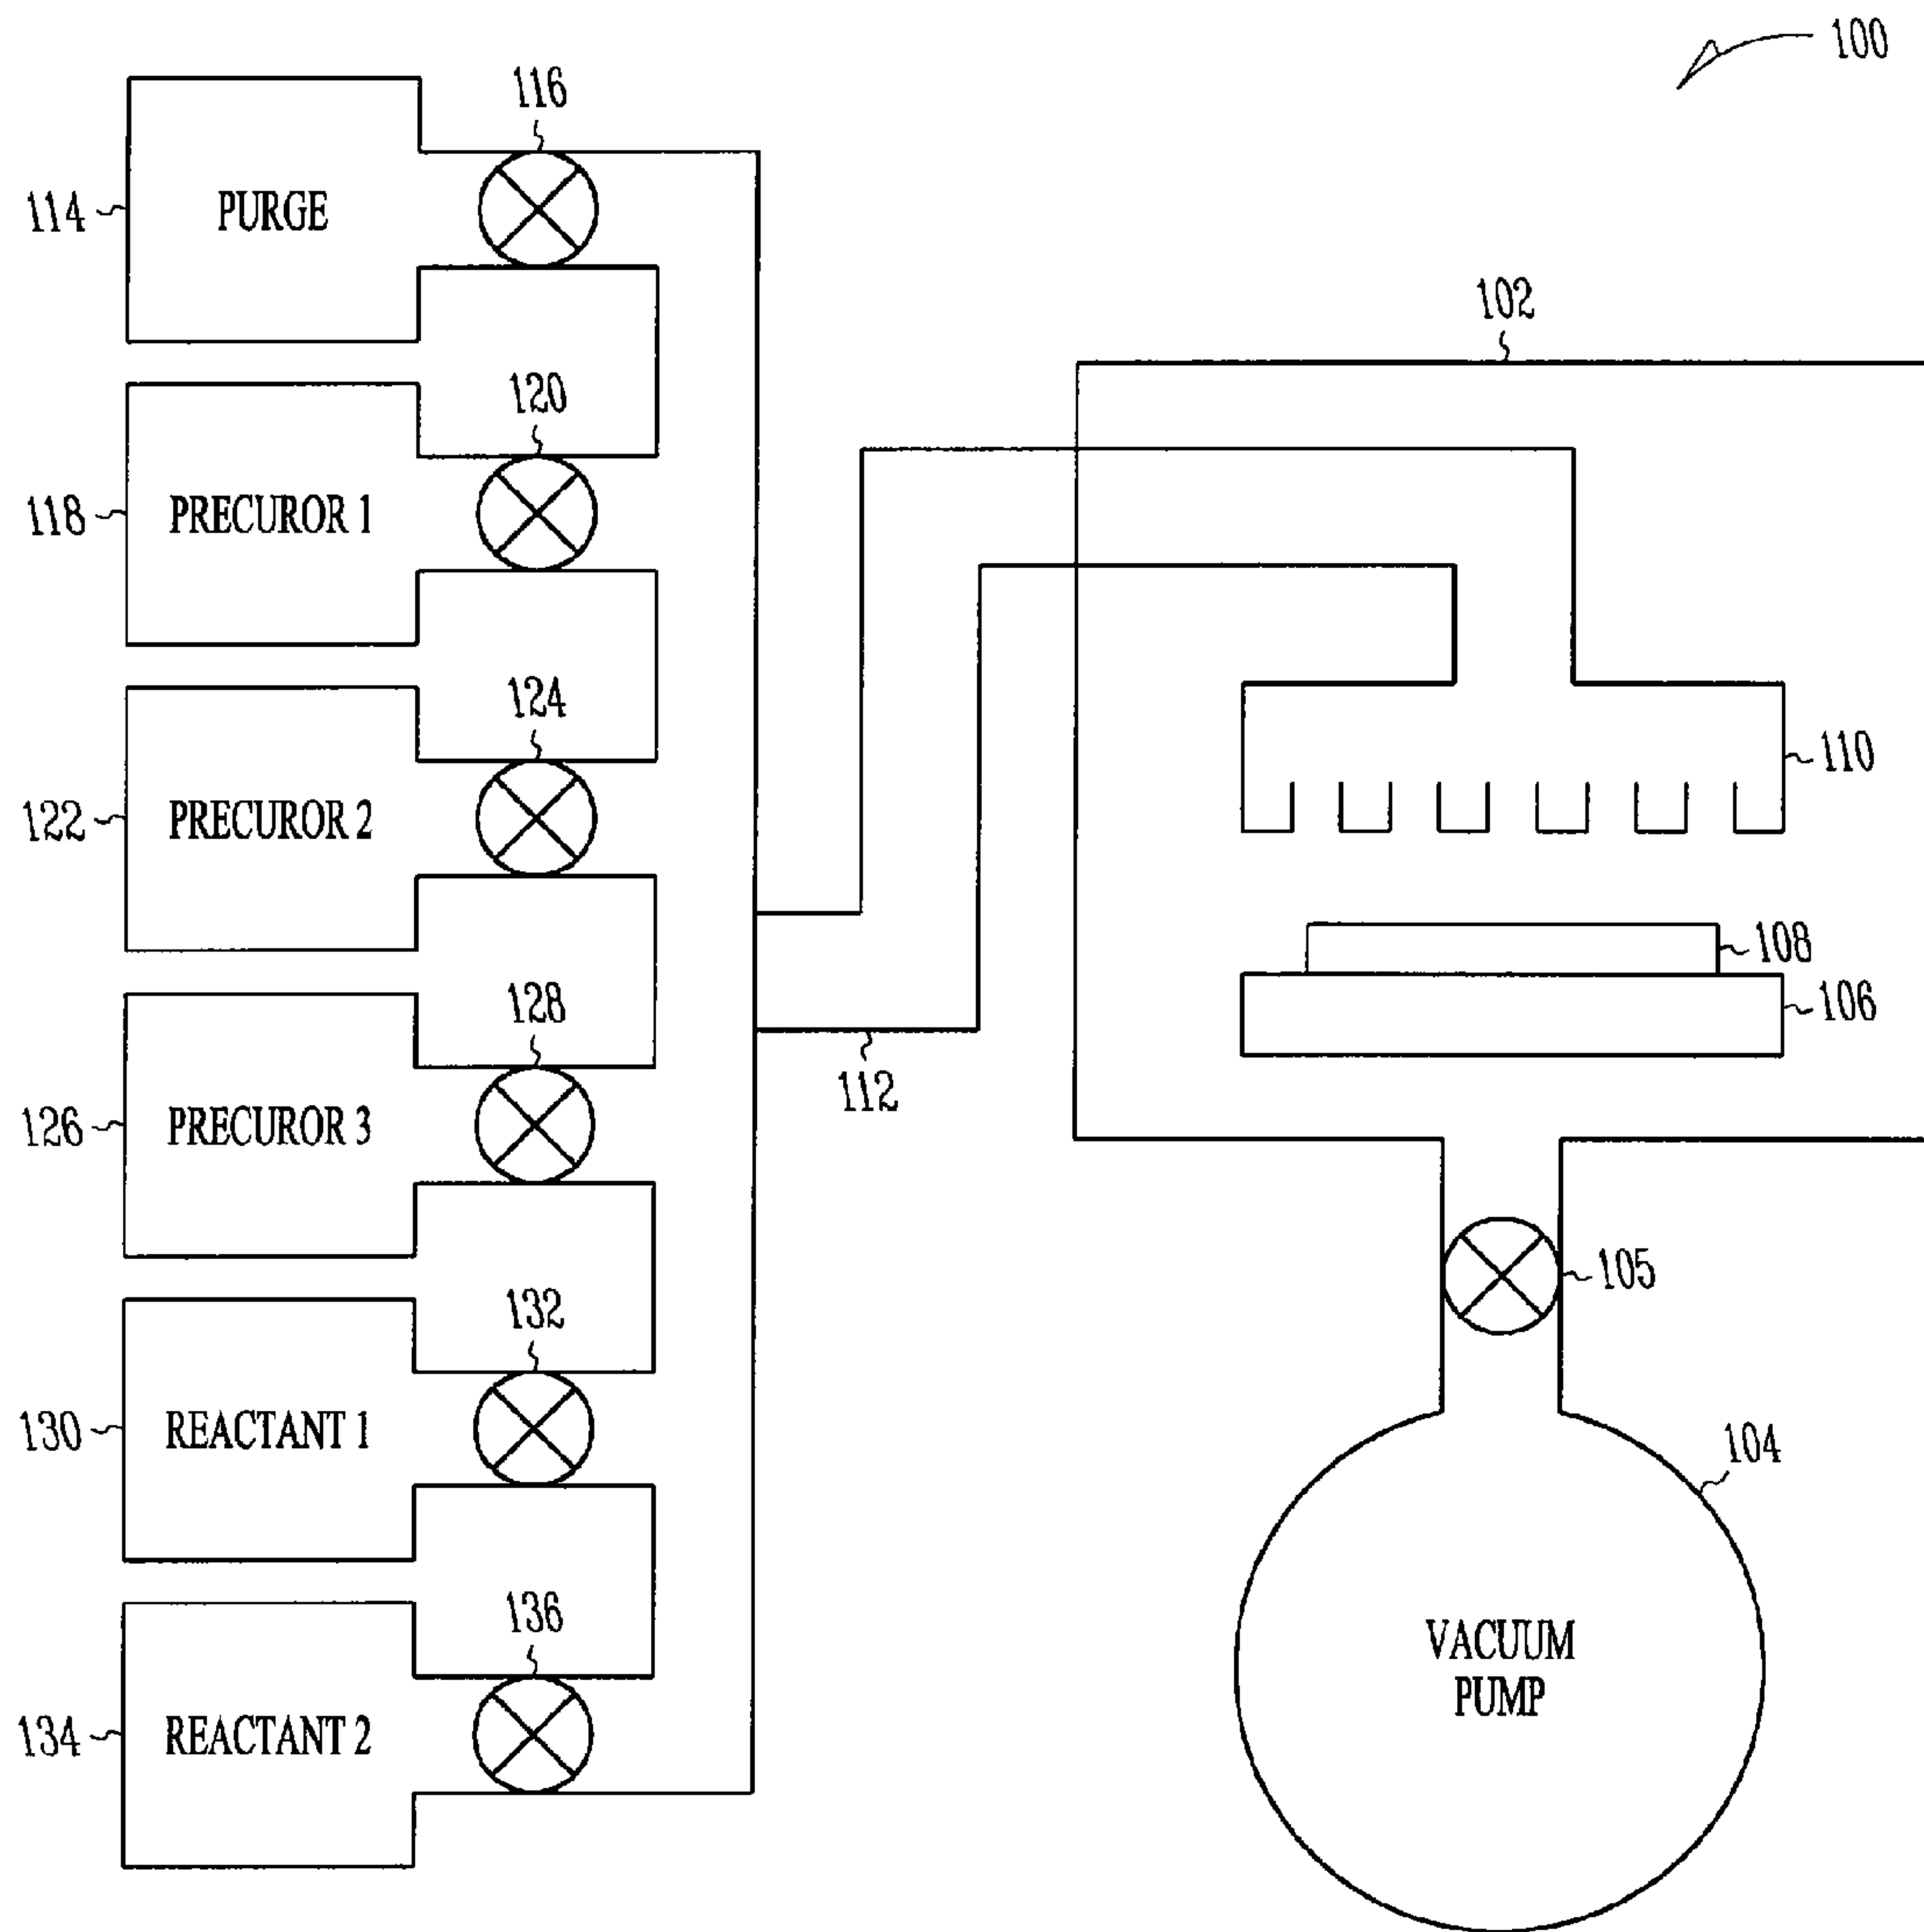 100
116
114
PURGE
102
120
118
PRECUROR 1
124
110
122
PRECUROR 2
108
106
128
112
126
PRECUROR 3
105
132
130
REACTANT 1
104
136
134
REACTANT 2
VACUUM
PUMP